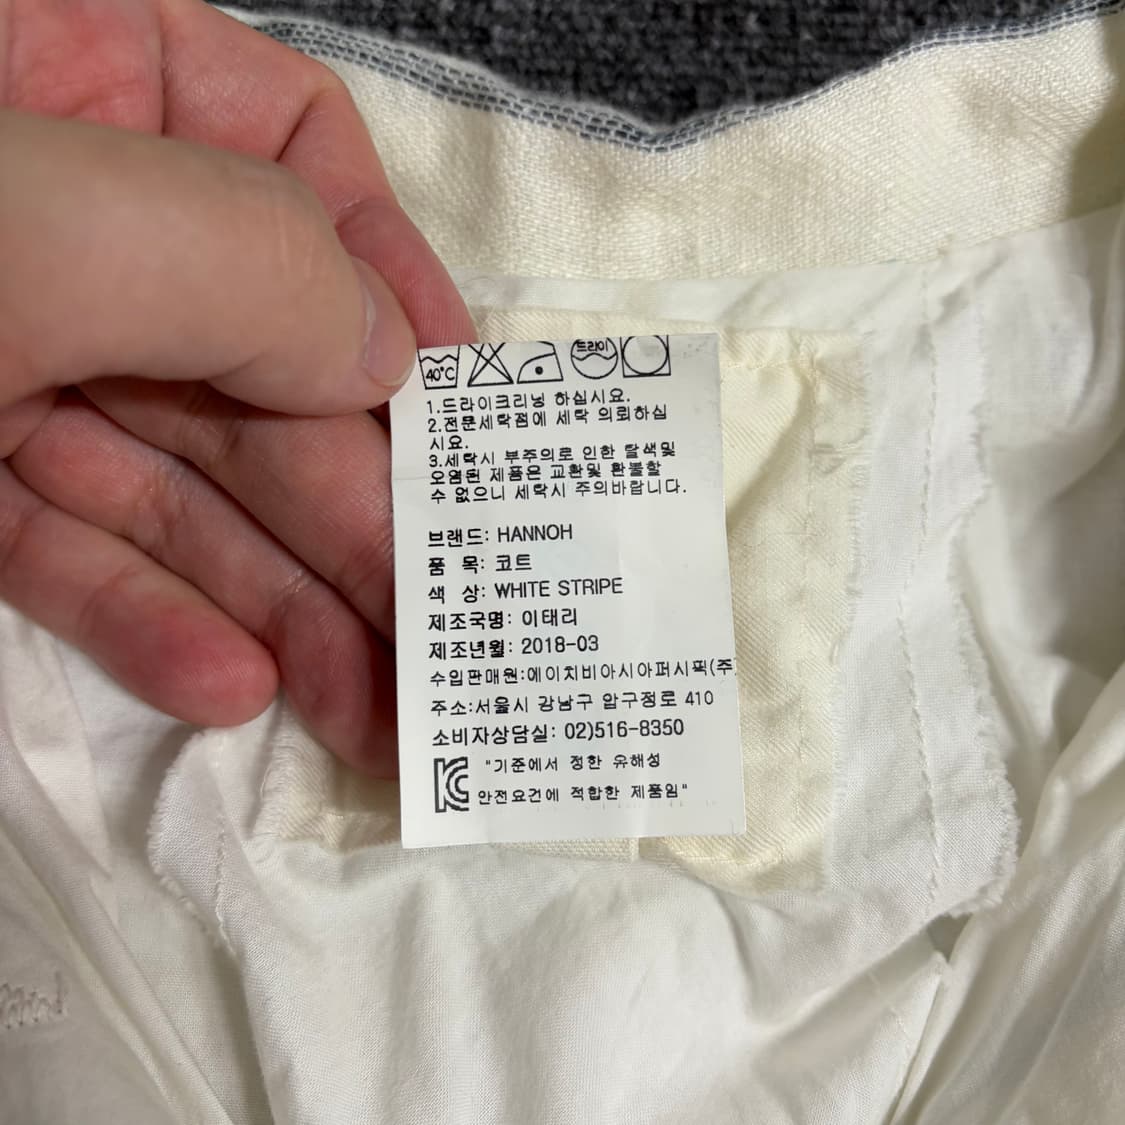 40°C 드라이
1.드라이크리닝 하십시요.
2.전문세탁점에 세탁 의뢰하십
시요.
3.세탁시 부주의로 인한 탈색및
오염된 제품은 교환및 환불할
수 없으니 세탁시 주의바랍니다.
브랜드: HANNOH
품 목: 코트
색 상: WHITE STRIPE
제조국명: 이태리
제조년월: 2018-03
수입판매원:에이치비아시아퍼시픽(주
주소:서울시 강남구 압구정로 410
소비자상담실: 02)516-8350
"기준에서 정한 유해성
안전요건에 적합한 제품임"